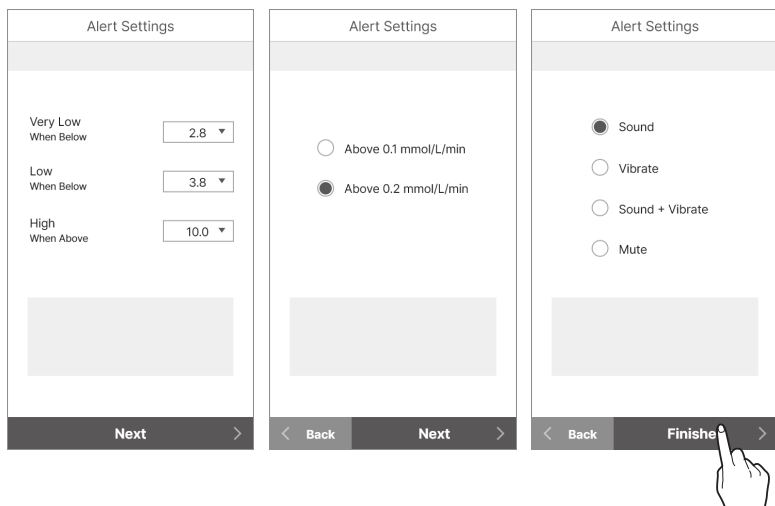 Alert Settings
Very Low
When Below
2.8
Low
When Below
3.8
High
When Above
10.0
Next
Alert Settings
Above 0.1 mmol/L/min
Above 0.2 mmol/L/min
Back
Next
Alert Settings
Sound
Vibrate
Sound + Vibrate
Mute
Back
Finishe